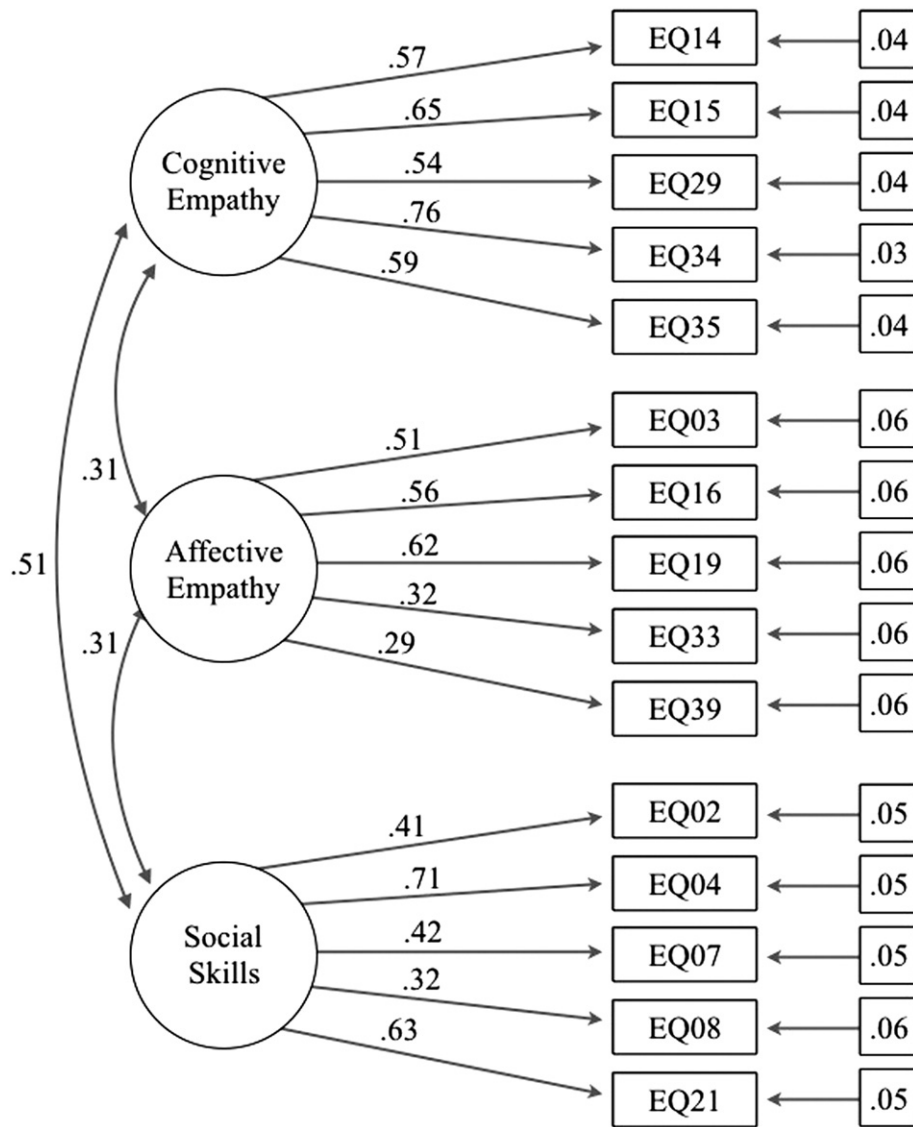 .57 EQ14 .04
.65 EQ15 .04
Cognitive
Empathy
.54 EQ29 .04
.76 EQ34 .03
.59 EQ35 .04
.31
.51 EQ03 .06
.56 EQ16 .06
Affective
Empathy
.62 EQ19 .06
.32 EQ33 .06
.29 EQ39 .06
.51
.31
.41 EQ02 .05
.71 EQ04 .05
Social
Skills
.42 EQ07 .05
.32 EQ08 .06
.63 EQ21 .05